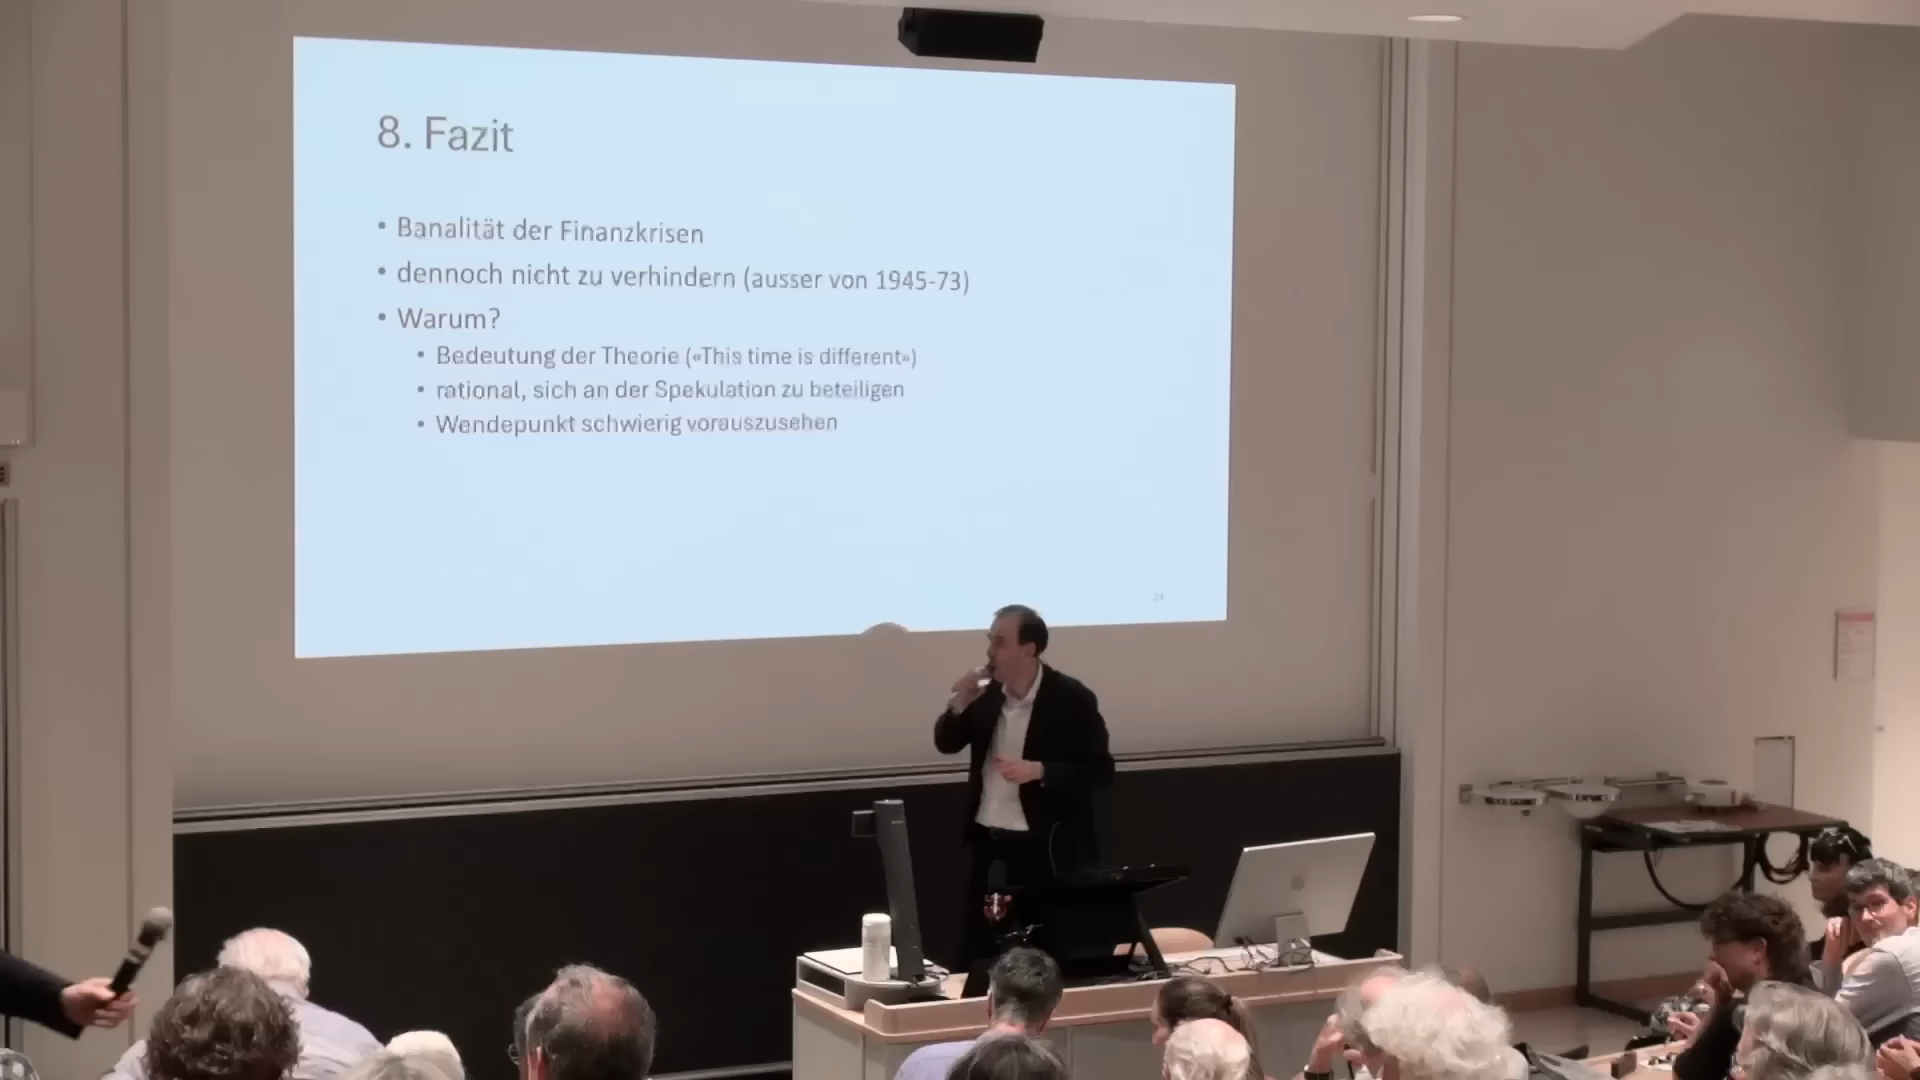 8. Fazit
• Banalität der Finanzkrisen
• dennoch nicht zu verhindern (ausser von 1945-73)
• Warum?
• Bedeutung der Theorie («This time is different»)
• rational, sich an der Spekulation zu beteiligen
• Wendepunkt schwierig vorauszusehen
24